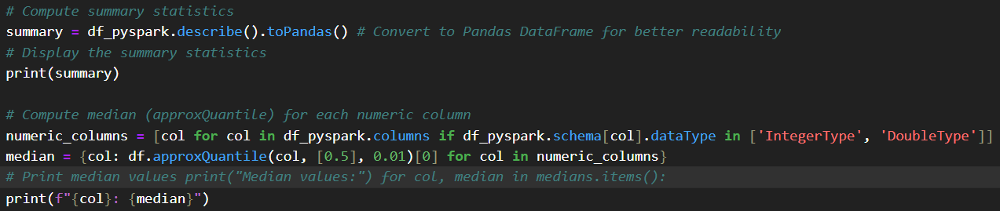 # Compute summary statistics
summary = df_pyspark.describe().toPandas() # Convert to Pandas DataFrame for better readability
# Display the summary statistics
print(summary)
# Compute median (approxQuantile) for each numeric column
numeric_columns = [col for col in df_pyspark.columns if df_pyspark.schema[col].dataType in ['IntegerType', 'DoubleType']]
median = {col: df.approxQuantile(col, [0.5], 0.01)[0] for col in numeric_columns}
# Print median values print("Median values:") for col, median in medians.items():
print(f"{col}: {median}")